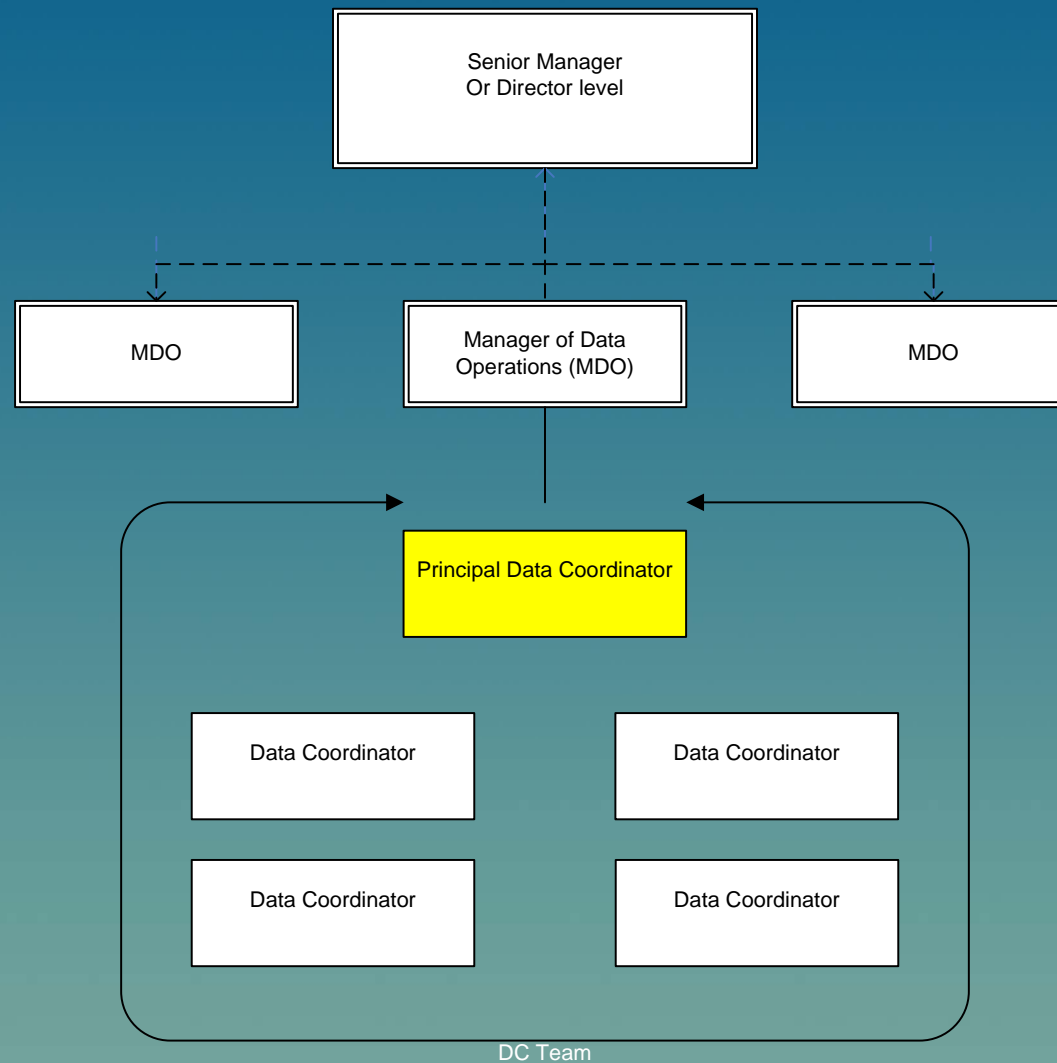 Senior Manager
Or Director level
MDO
Manager of Data
Operations (MDO)
MDO
Principal Data Coordinator
Data Coordinator
Data Coordinator
Data Coordinator
Data Coordinator
DC Team